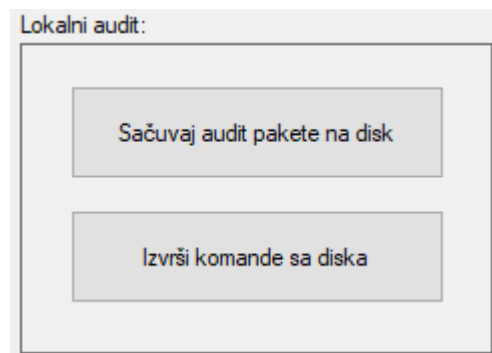 Lokalni audit:
Sačuvaj audit pakete na disk
Izvrši komande sa diska